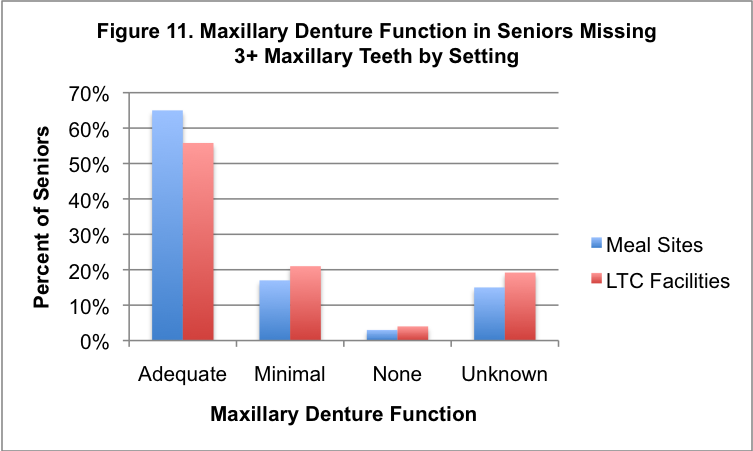 Figure 11. Maxillary Denture Function in Seniors Missing
3+ Maxillary Teeth by Setting
70%
60%
50%
40%
30%
20%
10%
0%
Percent of Seniors
Adequate Minimal None Unknown
Maxillary Denture Function
Meal Sites
LTC Facilities